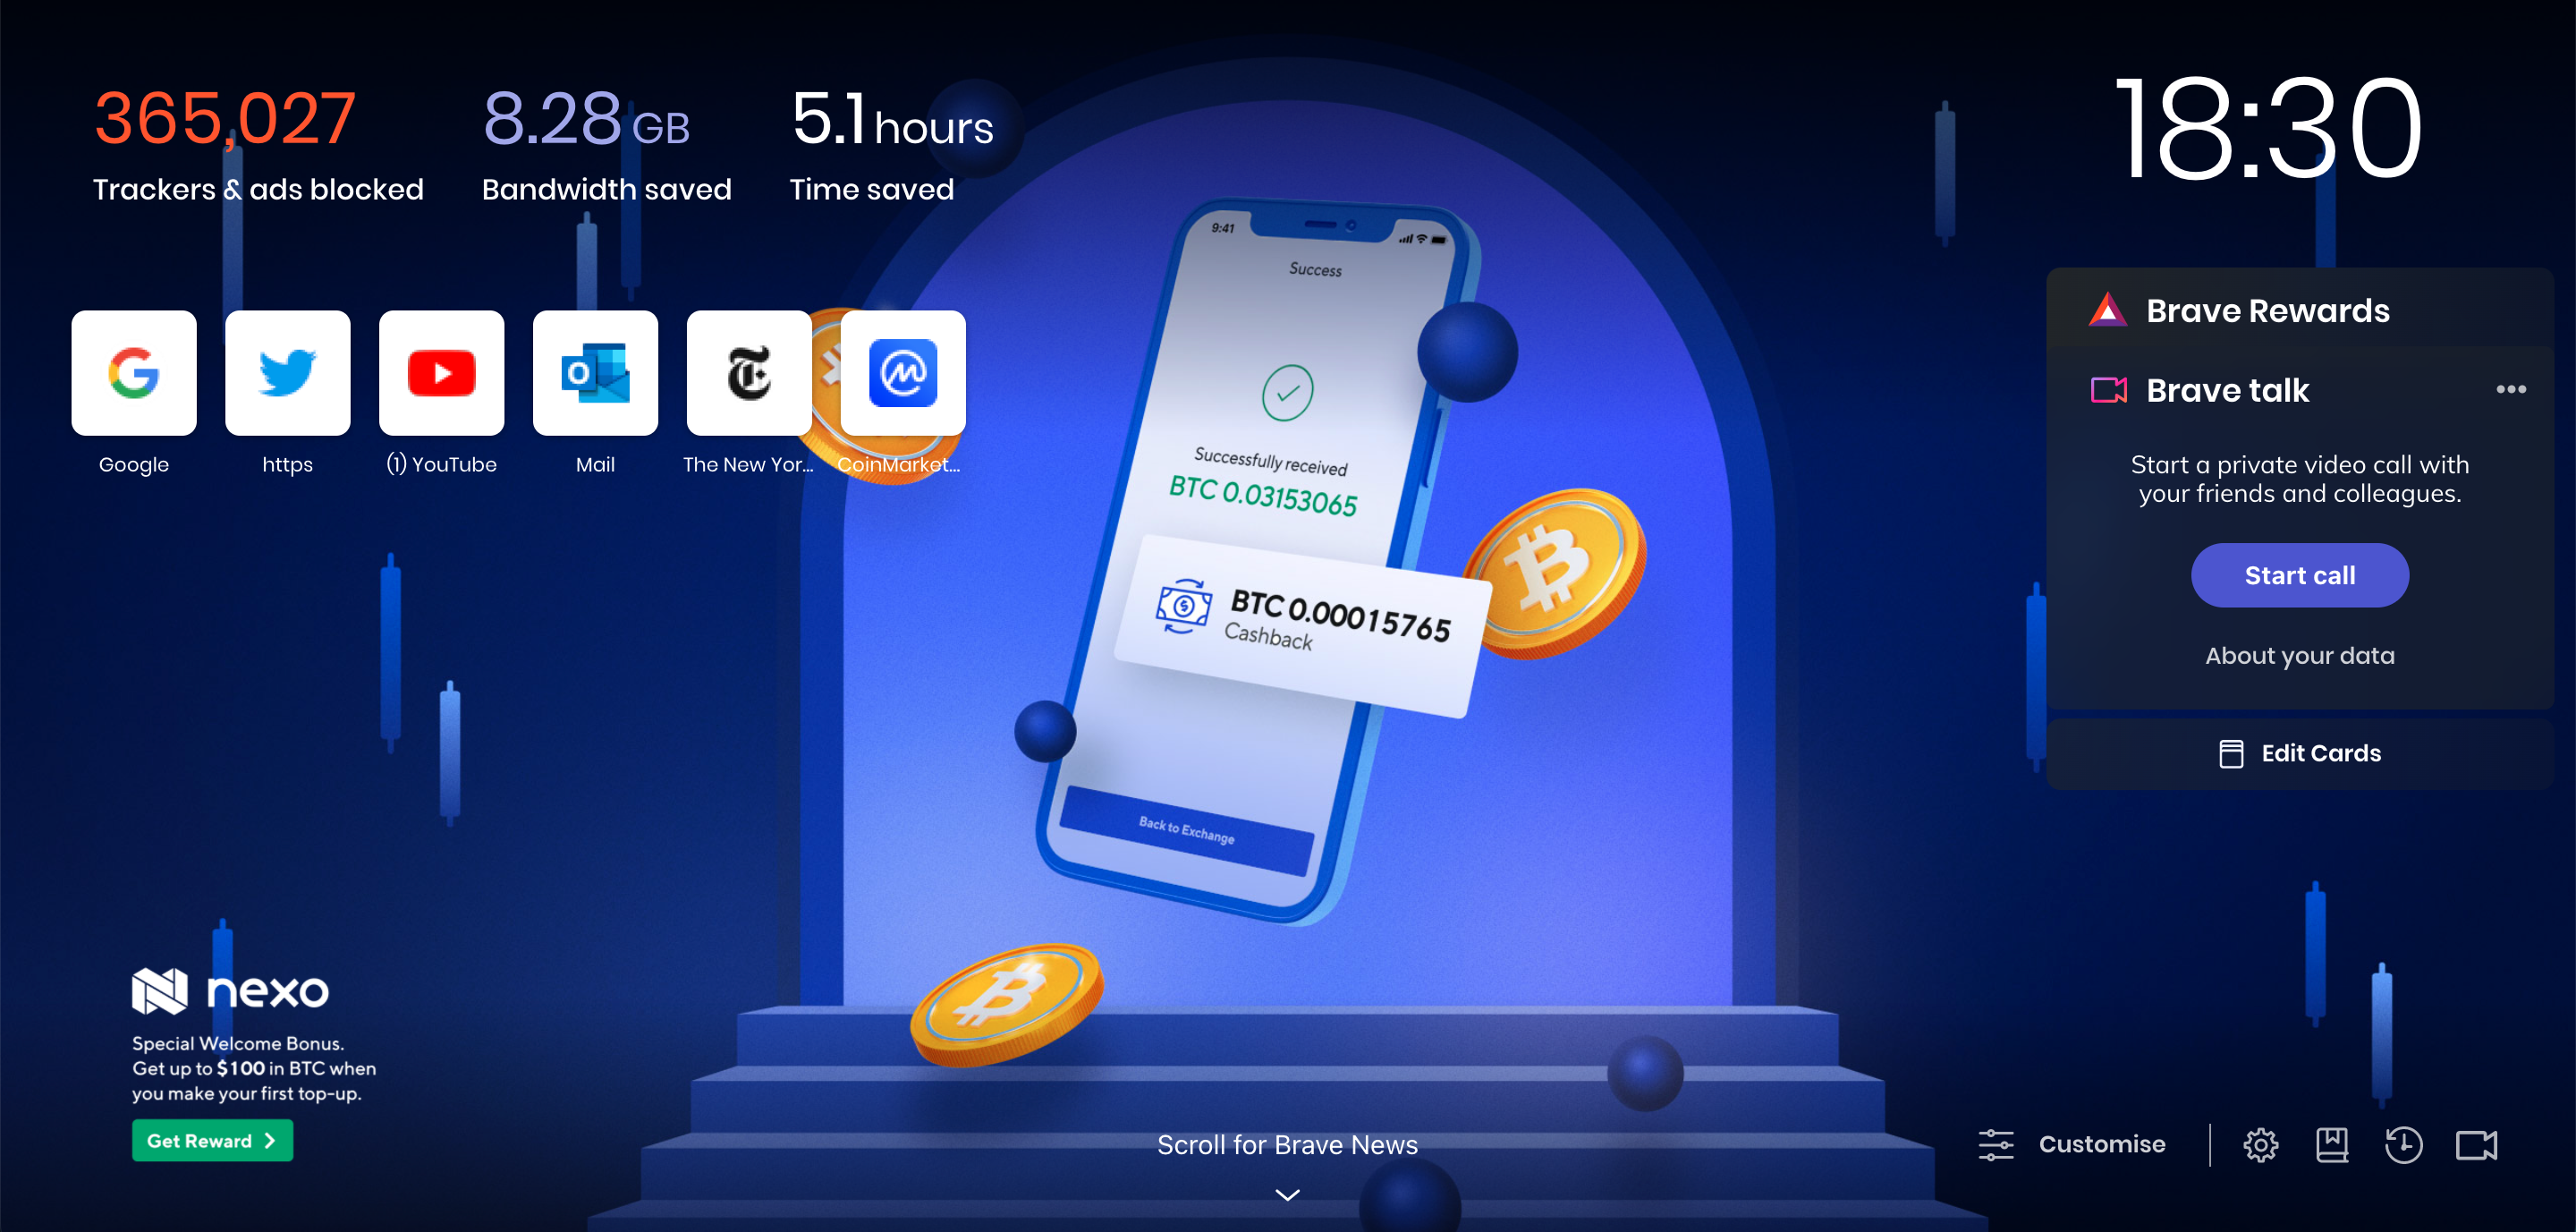 365,027
Trackers & ads blocked
8.28 GB
Bandwidth saved
5.1 hours
Time saved
18:30
Google
https
(1) YouTube
Mail
The New Yor...
CoinMarket...
9:41
Success
Successfully received
BTC 0.03153065
BTC 0.00015765
Cashback
Back to Exchange
Brave Rewards
Brave talk
Start a private video call with
your friends and colleagues.
Start call
About your data
Edit Cards
nexo
Special Welcome Bonus.
Get up to $100 in BTC when
you make your first top-up.
Get Reward
Scroll for Brave News
Customise